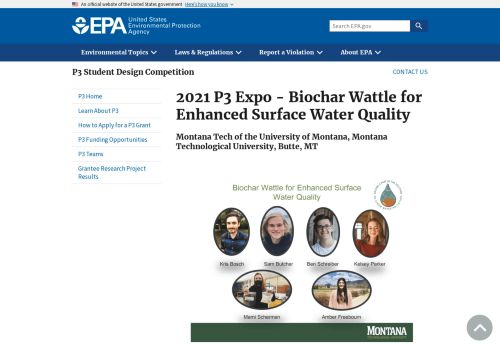 An official website of the United States government Here's how you know
EPA United States
Environmental Protection
Agency
Search EPA.gov
Environmental Topics
Laws & Regulations
Report a Violation
About EPA
P3 Student Design Competition
CONTACT US
P3 Home
Learn About P3
How to Apply for a P3 Grant
P3 Funding Opportunities
P3 Teams
Grantee Research Project
Results
2021 P3 Expo - Biochar Wattle for
Enhanced Surface Water Quality
Montana Tech of the University of Montana, Montana
Technological University, Butte, MT
Biochar Wattle for Enhanced Surface
Water Quality
Kris Bosch
Sam Butcher
Ben Schreiber
Kelsey Parker
Marni Scherman
Amber Freebourn
MONTANA